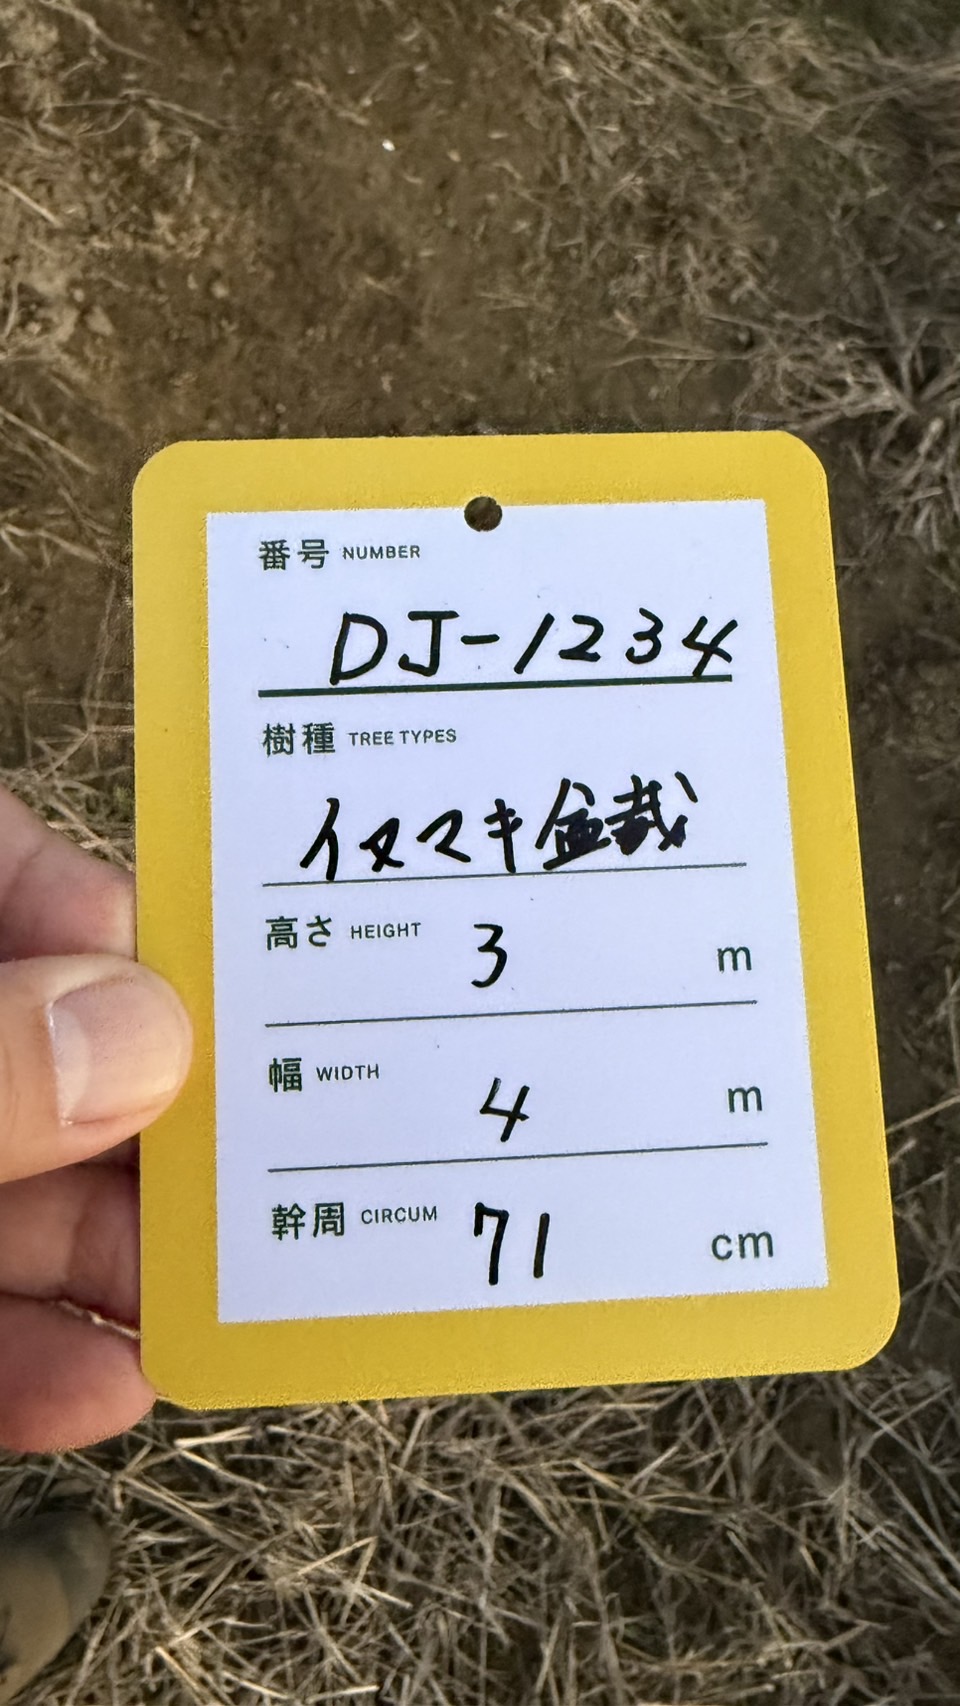 番号 NUMBER
DJ-1234
樹種 TREE TYPES
イヌマキ盆栽
高さ HEIGHT 3 m
幅 WIDTH 4 m
幹周 CIRCUM 71 cm